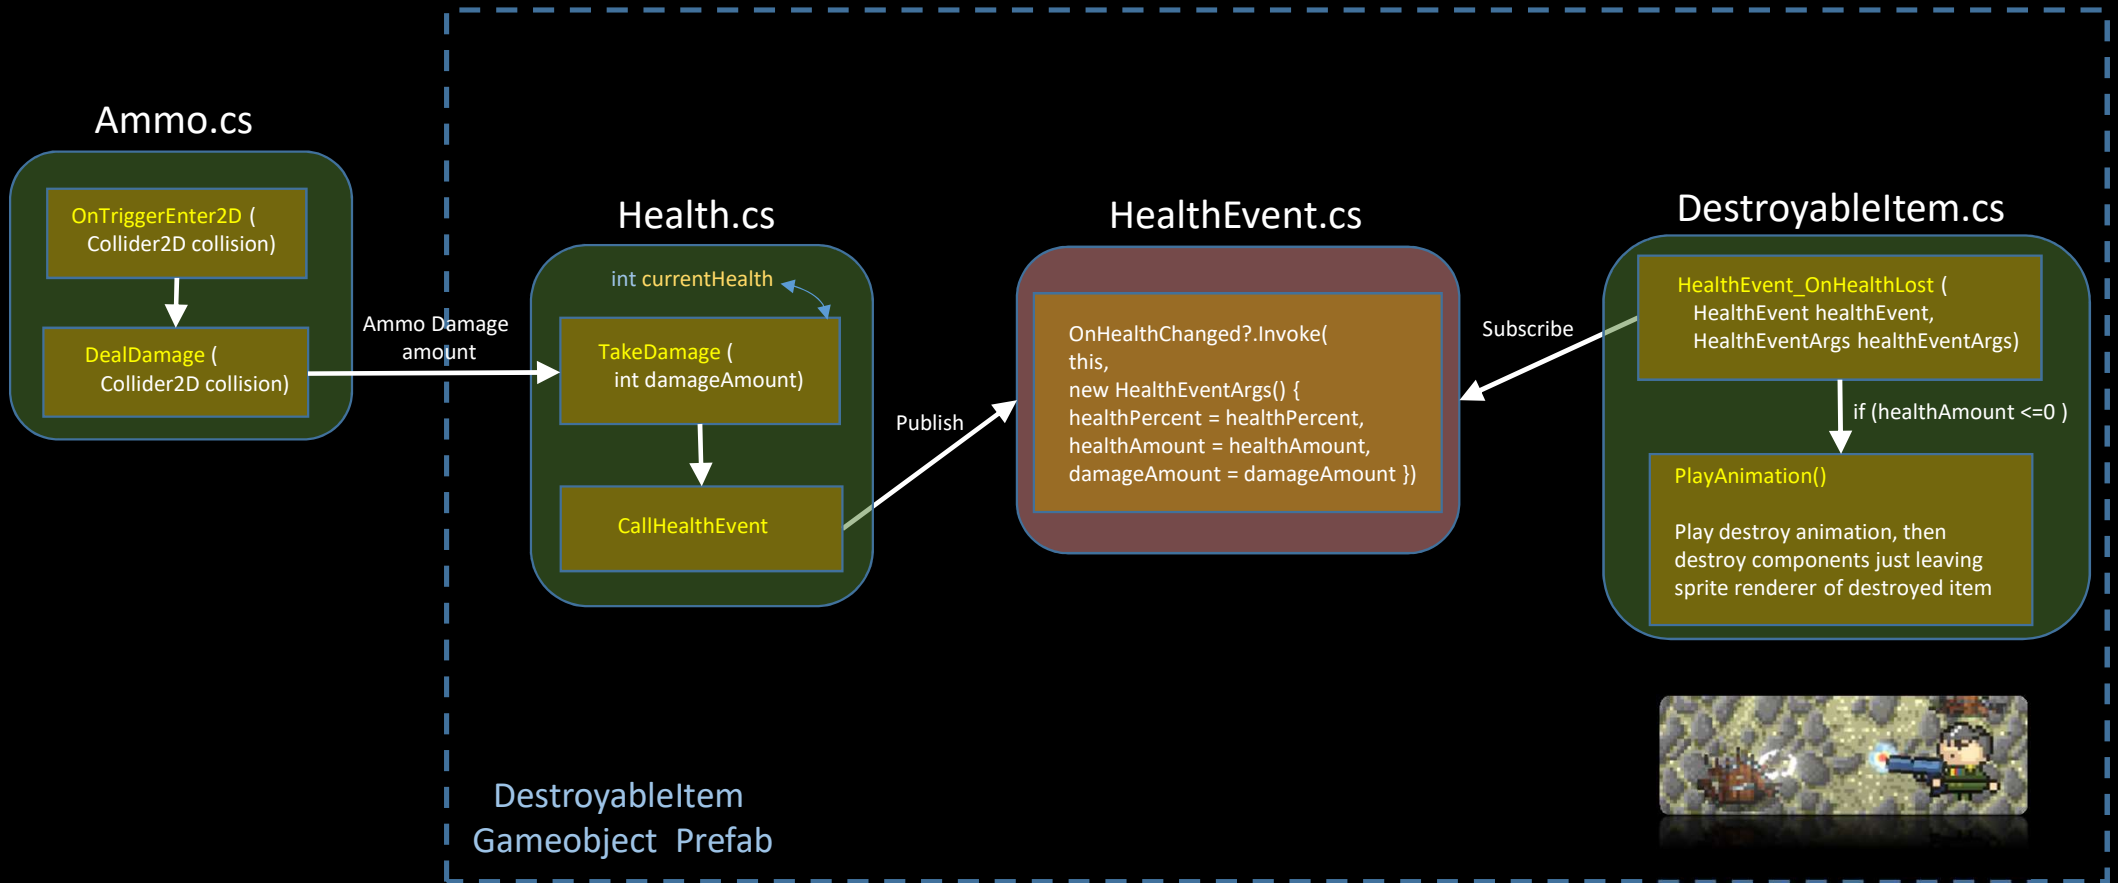 Ammo.cs
OnTriggerEnter2D (
Collider2D collision)
DealDamage (
Collider2D collision)
Ammo Damage
amount
Health.cs
int currentHealth
TakeDamage (
int damageAmount)
CallHealthEvent
Publish
HealthEvent.cs
OnHealthChanged?.Invoke(
this,
new HealthEventArgs() {
healthPercent = healthPercent,
healthAmount = healthAmount,
damageAmount = damageAmount })
Subscribe
DestroyableItem.cs
HealthEvent_OnHealthLost (
HealthEvent healthEvent,
HealthEventArgs healthEventArgs)
if (healthAmount <=0 )
PlayAnimation()
Play destroy animation, then
destroy components just leaving
sprite renderer of destroyed item
DestroyableItem
Gameobject Prefab